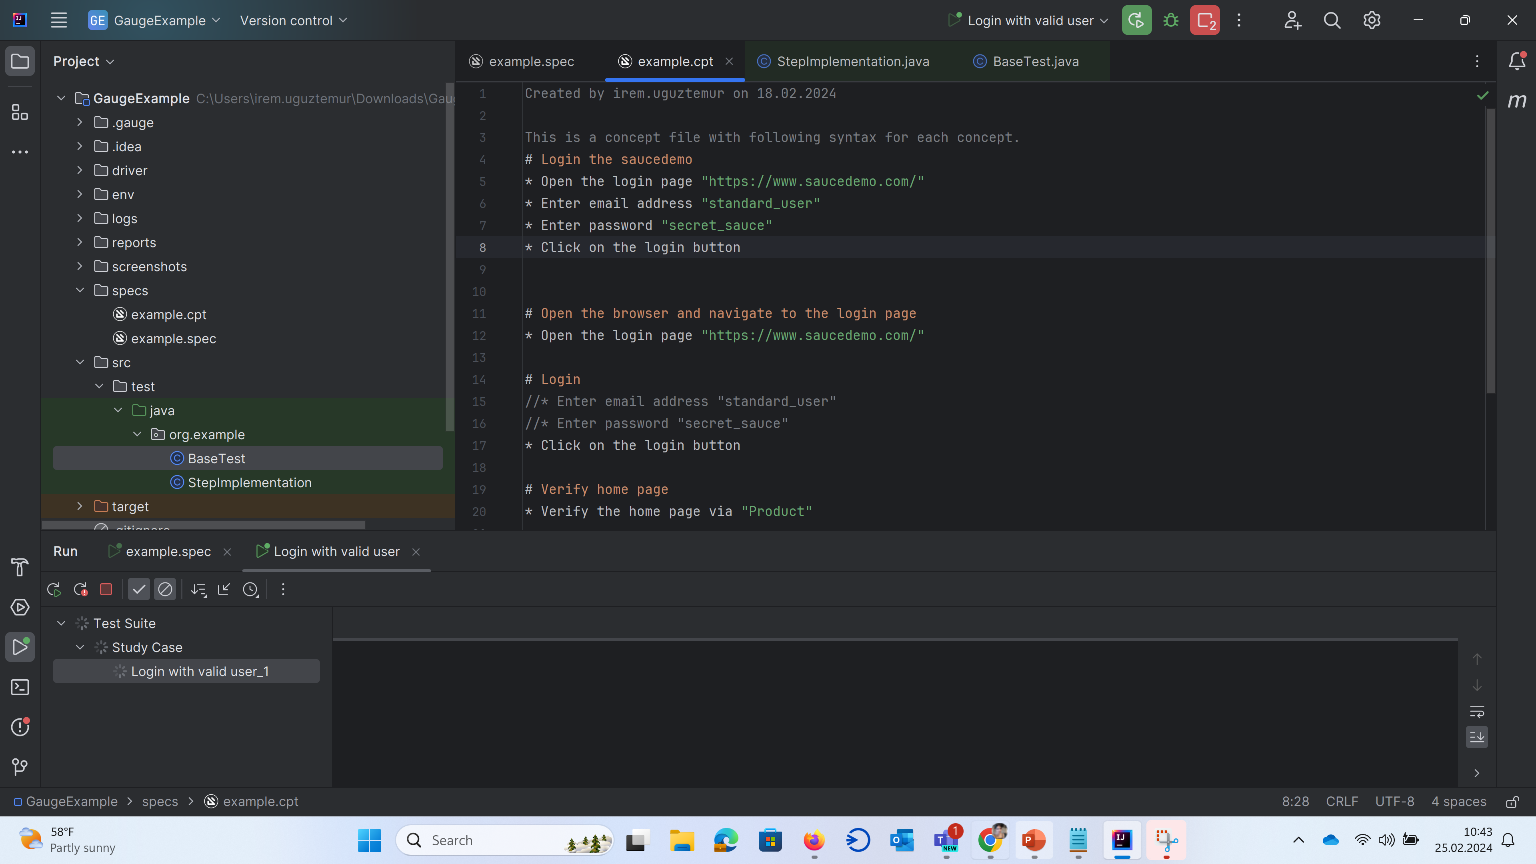 GE GaugeExample Version control Login with valid user 2
Project
GaugeExample C:\Users\irem.uguztemur\Downloads\Gau
.gauge
.idea
driver
env
logs
reports
screenshots
specs
example.cpt
example.spec
src
test
java
org.example
BaseTest
StepImplementation
target
.gitignore
example.spec example.cpt StepImplementation.java BaseTest.java
m
1 Created by irem.uguztemur on 18.02.2024
2
3 This is a concept file with following syntax for each concept.
4 # Login the saucedemo
5 * Open the login page "https://www.saucedemo.com/"
6 * Enter email address "standard_user"
7 * Enter password "secret_sauce"
8 * Click on the login button
9
10
11 # Open the browser and navigate to the login page
12 * Open the login page "https://www.saucedemo.com/"
13
14 # Login
15 //* Enter email address "standard_user"
16 //* Enter password "secret_sauce"
17 * Click on the login button
18
19 # Verify home page
20 * Verify the home page via "Product"
Run example.spec Login with valid user
Test Suite
Study Case
Login with valid user_1
GaugeExample specs example.cpt 8:28 CRLF UTF-8 4 spaces
58°F
Partly sunny
Search
1
NEW
10:43
25.02.2024